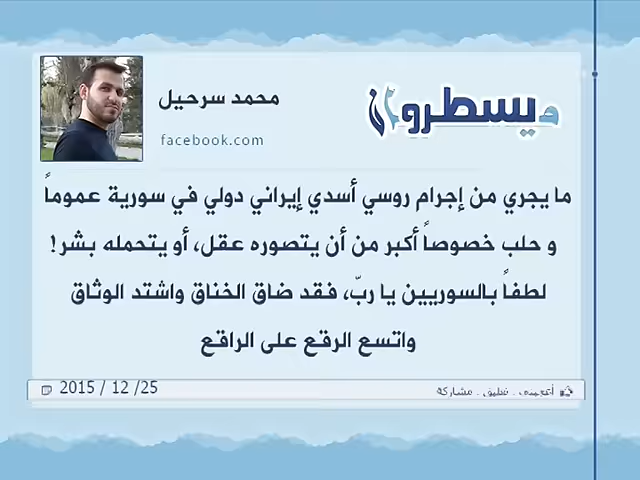 ويسطرون
محمد سرحيل
facebook.com
ما يجري من إجرام روسي أسدي إيراني دولي في سورية عموماً
و حلب خصوصاً أكبر من أن يتصوره عقل، أو يتحمله بشر!
لطفاً بالسوريين يا ربّ، فقد ضاق الخناق واشتد الوثاق
واتسع الرقع على الراقع
أعجبني . تعليق . مشاركة
2015 / 12 /25